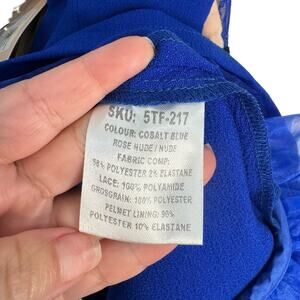 SKU: 5TF-217
COLOUR: COBALT BLUE
ROSE NUDE/ NUDE
FABRIC COMP:
98% POLYESTER 2% ELASTANE
LACE: 100% POLYAMIDE
GROSGRAIN: 100% POLYESTER
PELMET LINING: 90%
POLYESTER 10% ELASTANE